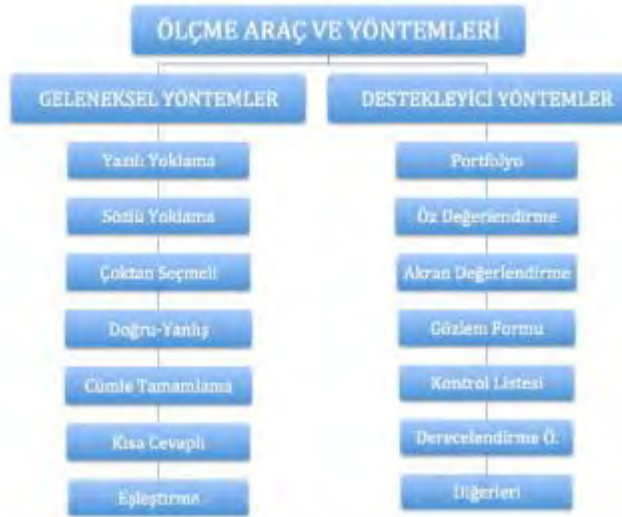 ÖLÇME ARAÇ VE YÖNTEMLERİ
GELENEKSEL YÖNTEMLER
Yazılı Yoklama
Sözlü Yoklama
Çoktan Seçmeli
Doğru-Yanlış
Cümle Tamamlama
Kısa Cevaplı
Eşleştirme
DESTEKLEYİCİ YÖNTEMLER
Portfolyo
Öz Değerlendirme
Akran Değerlendirme
Gözlem Formu
Kontrol Listesi
Derecelendirme Ö.
Diğerleri